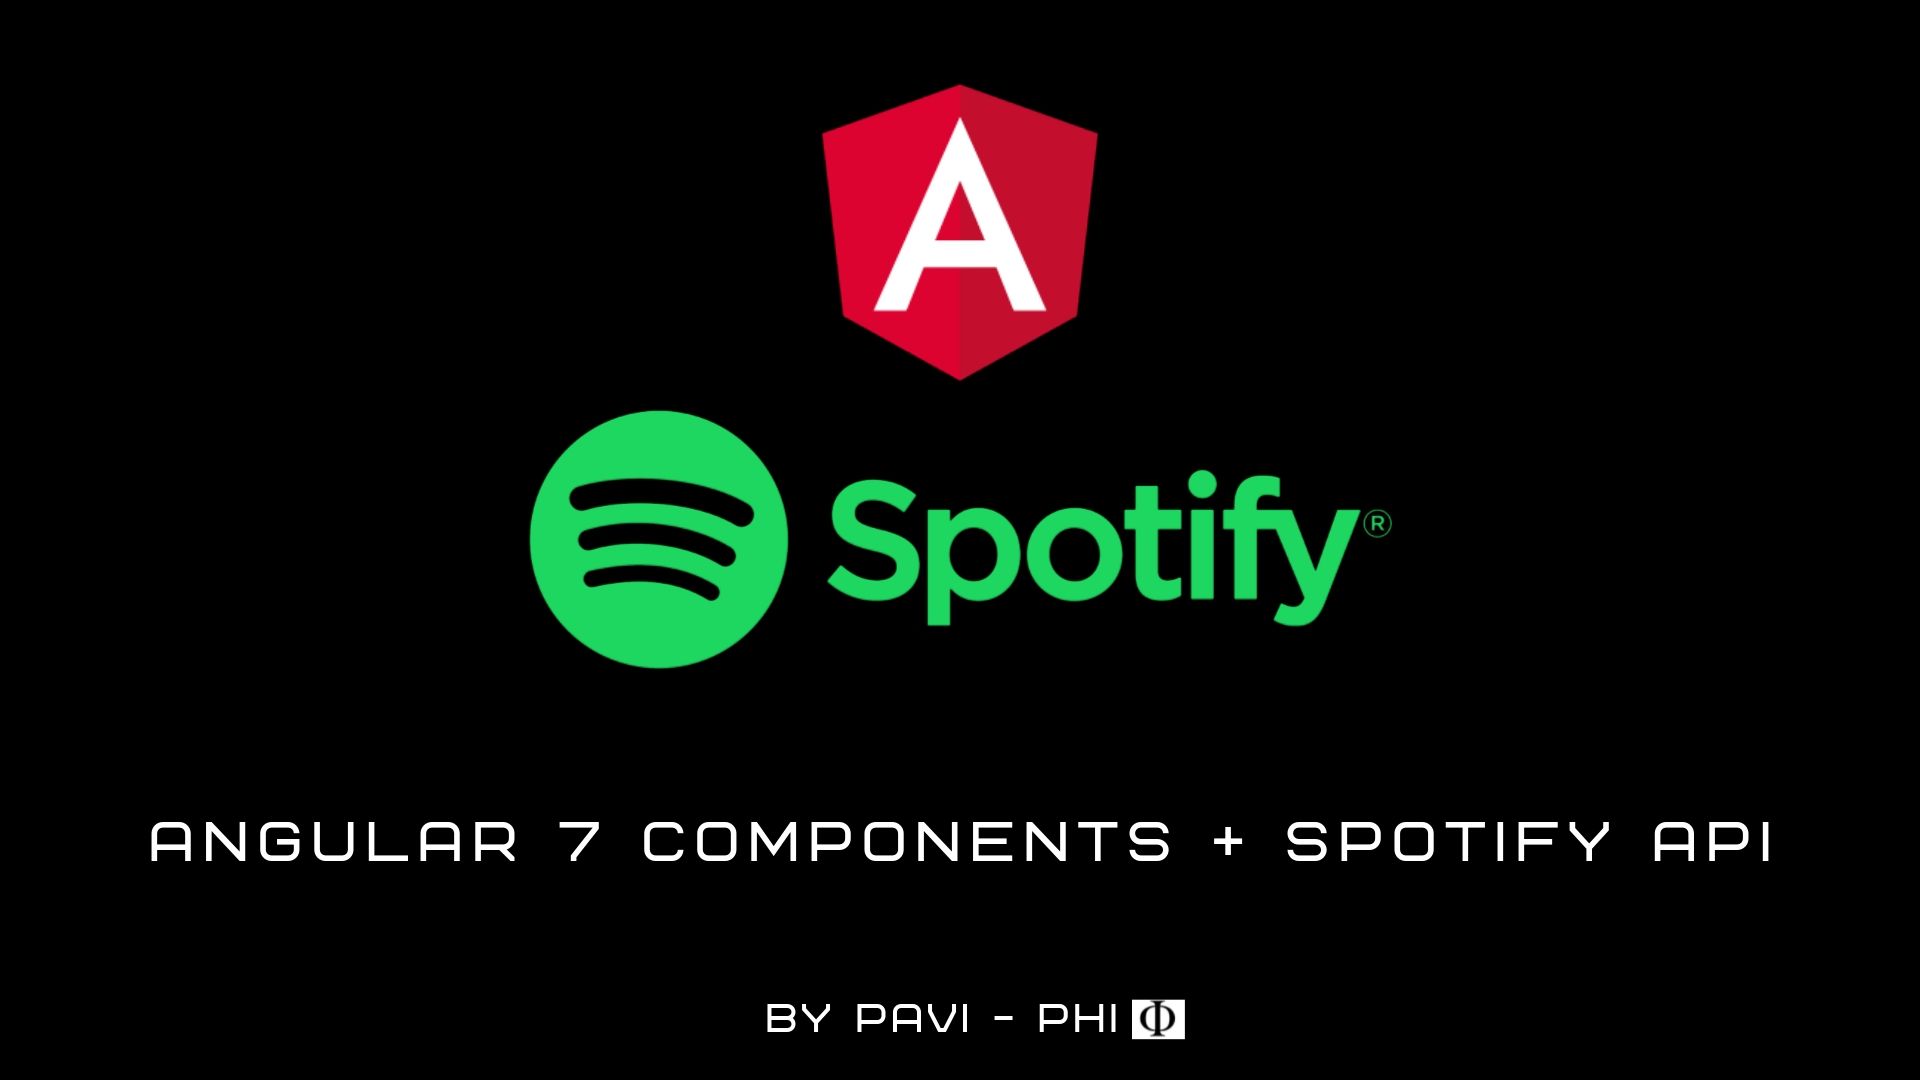 A
Spotify®
ANGULAR 7 COMPONENTS + SPOTIFY API
BY PAVI - PHI Φ